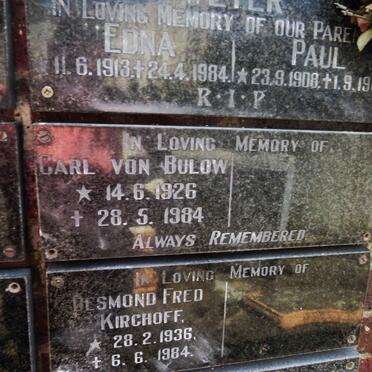 IN LOVING MEMORY OF OUR
EDNA PAUL
11.6.1913 + 24.4.1984. ★ 23.9.1908. + 1.9.
R I P
IN LOVING MEMORY OF
CARL VON BULOW
★ 14.6.1926
+ 28.5.1984
ALWAYS REMEMBERED
IN LOVING MEMORY OF
DESMOND FRED
KIRCHOFF.
★ 28.2.1936.
+ 6.6.1984.